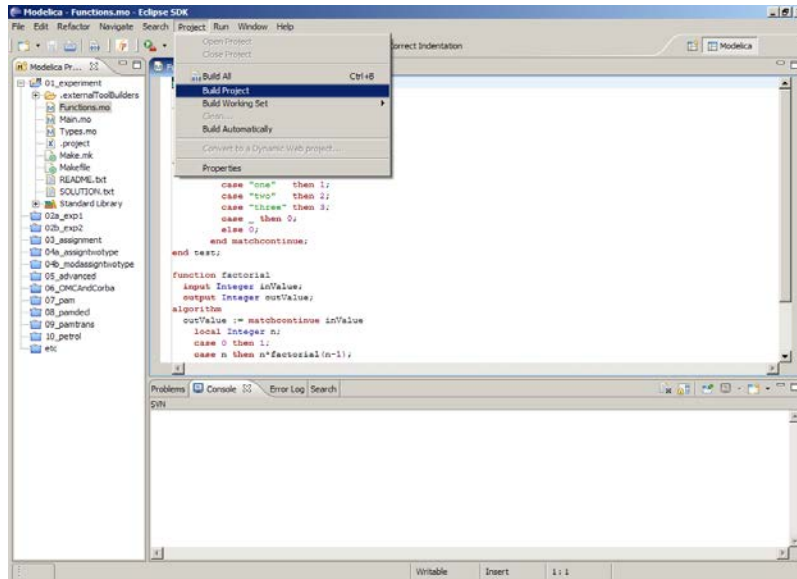 Modelica - Functions.mo - Eclipse SDK
File Edit Refactor Navigate Search Project Run Window Help
Correct Indentation
Modelica
Modelica Pr...
Open Project
Close Project
Build All Ctrl+B
Build Project
Build Working Set
Clean...
Build Automatically
Convert to a Dynamic Web project...
Properties
01_experiment
.externalToolBuilders
Functions.mo
Main.mo
Types.mo
.project
Make.mk
Makefile
README.txt
SOLUTION.txt
Standard Library
02a_exp1
02b_exp2
03_assignment
04a_assigntwotype
04b_modassigntwotype
05_advanced
06_OMCAndCorba
07_pam
08_pamdecl
09_pamtrans
10_petrol
etc
case "one" then 1;
case "two" then 2;
case "three" then 3;
case _ then 0;
else 0;
end matchcontinue;
end test;
function factorial
input Integer inValue;
output Integer outValue;
algorithm
outValue := matchcontinue inValue
local Integer n;
case 0 then 1;
case n then n*factorial(n-1);
Problems Console Error Log Search
SVN
Writable Insert 1:1